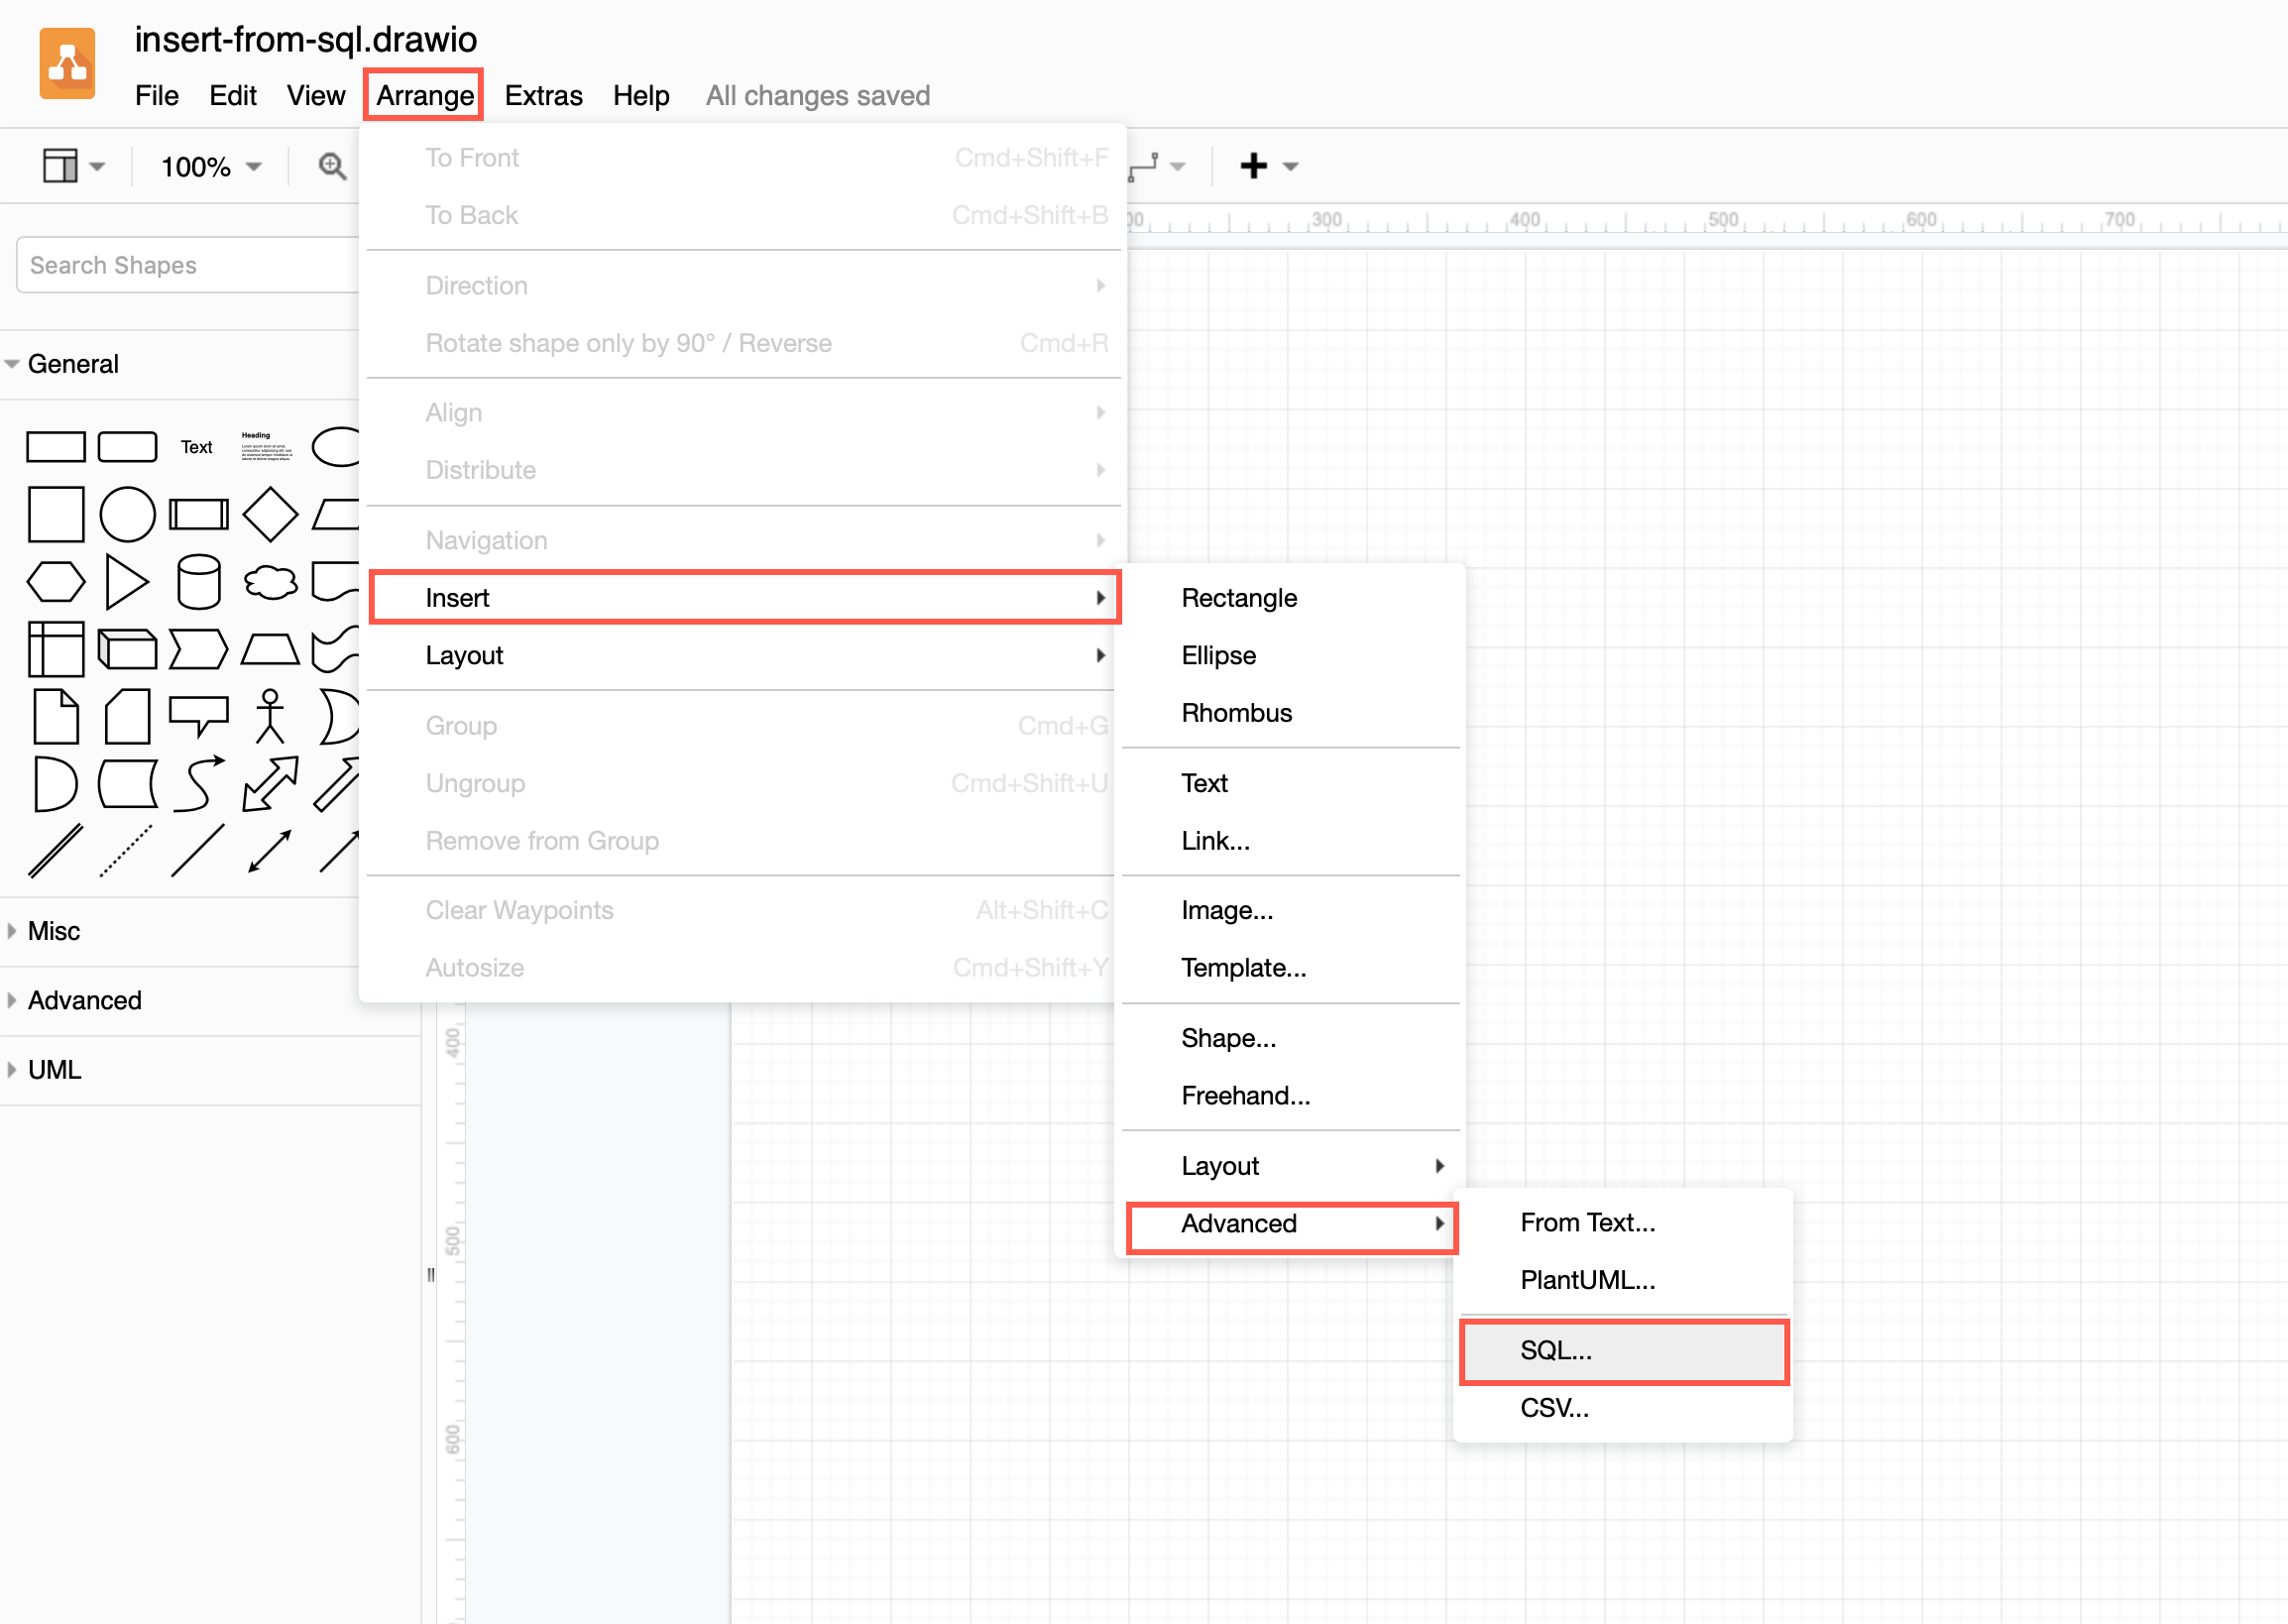 insert-from-sql.drawio
File Edit View Arrange Extras Help All changes saved
100%
300 400 500 600 700
Search Shapes
General
Text
Heading
Misc
Advanced
UML
To Front Cmd+Shift+F
To Back Cmd+Shift+B
Direction
Rotate shape only by 90° / Reverse Cmd+R
Align
Distribute
Navigation
Insert
Layout
Group Cmd+G
Ungroup Cmd+Shift+U
Remove from Group
Clear Waypoints Alt+Shift+C
Autosize Cmd+Shift+Y
Rectangle
Ellipse
Rhombus
Text
Link...
Image...
Template...
Shape...
Freehand...
Layout
Advanced
From Text...
PlantUML...
SQL...
CSV...
400
500
600